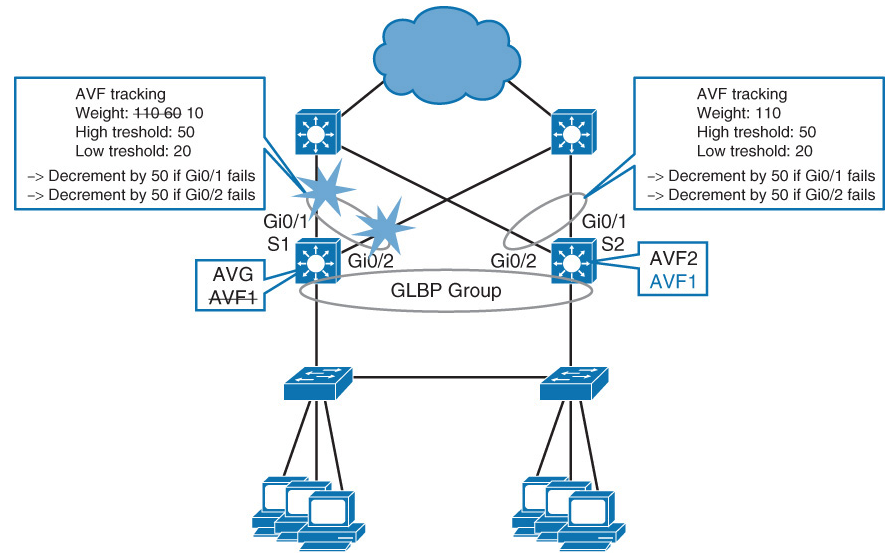 AVF tracking
Weight: 110 60 10
High treshold: 50
Low treshold: 20
–> Decrement by 50 if Gi0/1 fails
–> Decrement by 50 if Gi0/2 fails
AVF tracking
Weight: 110
High treshold: 50
Low treshold: 20
–> Decrement by 50 if Gi0/1 fails
–> Decrement by 50 if Gi0/2 fails
Gi0/1
S1
Gi0/2
Gi0/1
S2
Gi0/2
AVG
AVF1
AVF2
AVF1
GLBP Group